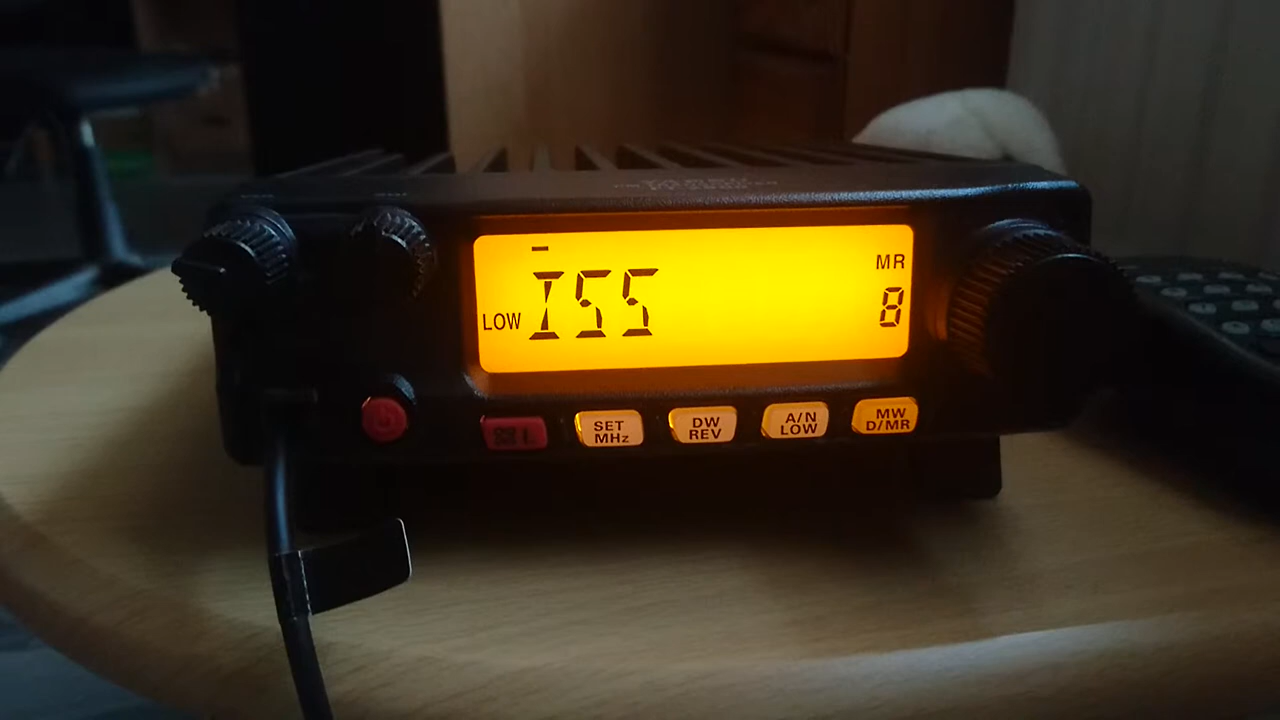 –
MR
LOW ISS 8
SET DW A/N MW
MHz REV LOW D/MR